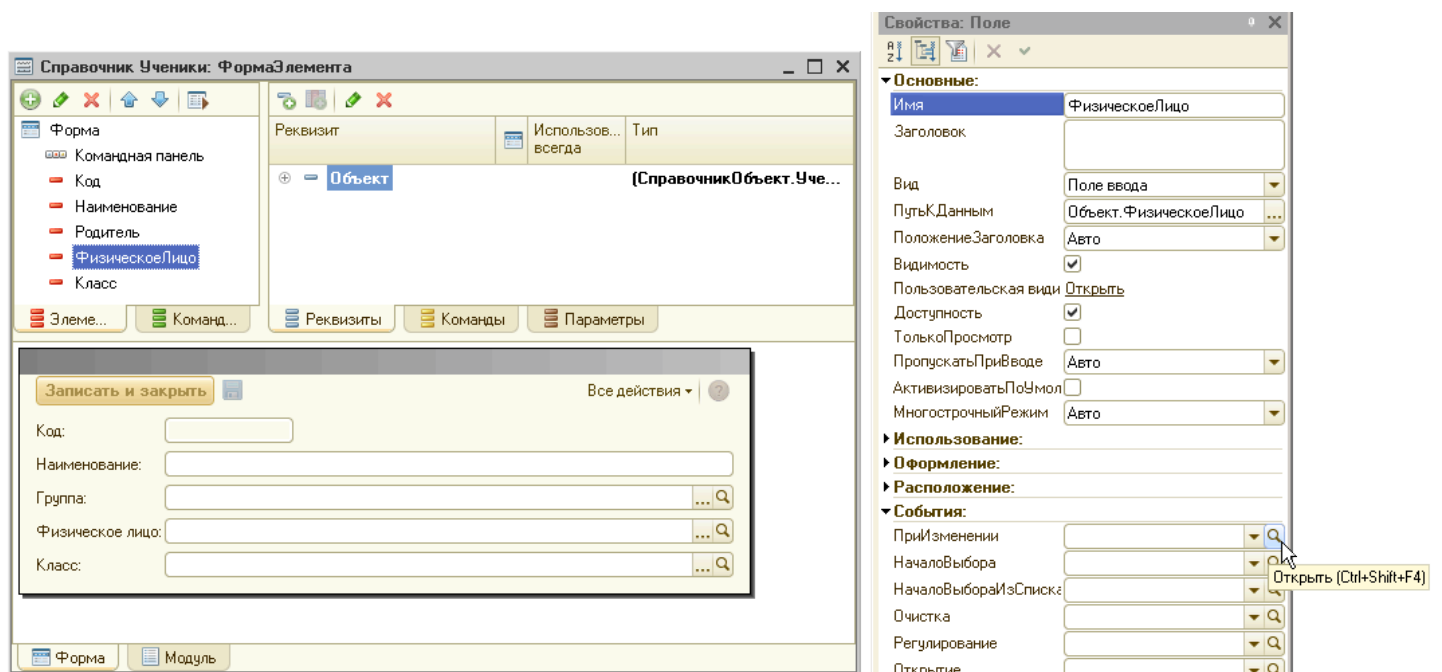 Справочник Ученики: ФормаЭлемента
Форма
Командная панель
Код
Наименование
Родитель
ФизическоеЛицо
Класс
Элеме...
Команд...
Реквизит
Использов... всегда
Тип
Объект
(СправочникОбъект.Уче...
Реквизиты
Команды
Параметры
Записать и закрыть
Все действия
?
Код:
Наименование:
Группа:
...
Физическое лицо:
...
Класс:
...
Форма
Модуль
Свойства: Поле
Основные:
Имя
ФизическоеЛицо
Заголовок
Вид
Поле ввода
ПутьКДанным
Объект.ФизическоеЛицо
...
ПоложениеЗаголовка
Авто
Видимость
Пользовательская види
Открыть
Доступность
ТолькоПросмотр
ПропускатьПриВводе
Авто
АктивизироватьПоУмол
МногострочныйРежим
Авто
Использование:
Оформление:
Расположение:
События:
ПриИзменении
НачалоВыбора
Открыть (Ctrl+Shift+F4)
НачалоВыбораИзСписка
Очистка
Регулирование
Открытие